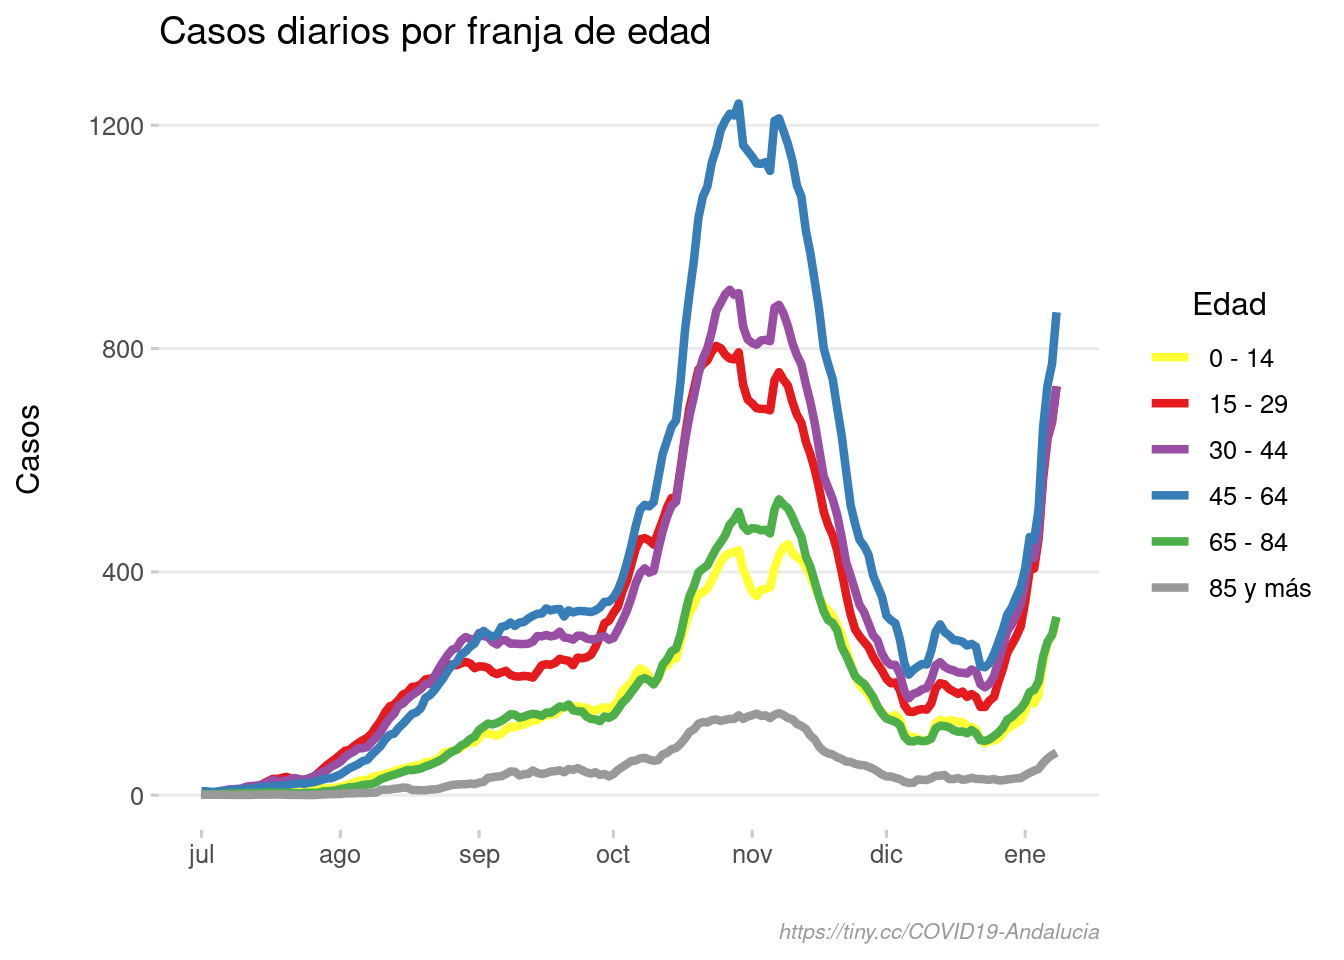 Casos diarios por franja de edad
Casos
1200
800
400
0
jul ago sep oct nov dic ene
Edad
0 - 14
15 - 29
30 - 44
45 - 64
65 - 84
85 y más
https://tiny.cc/COVID19-Andalucia